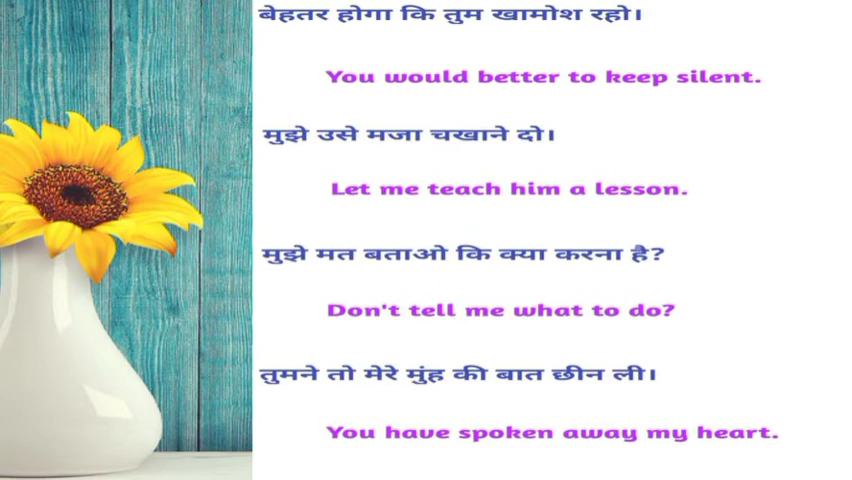 बेहतर होगा कि तुम खामोश रहो।
You would better to keep silent.
मुझे उसे मजा चखाने दो।
Let me teach him a lesson.
मुझे मत बताओ कि क्या करना है?
Don't tell me what to do?
तुमने तो मेरे मुंह की बात छीन ली।
You have spoken away my heart.